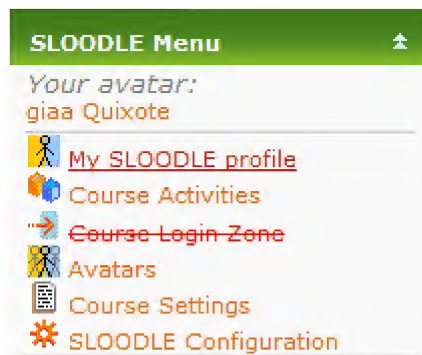 SLOODLE Menu
Your avatar:
giaa Quixote
My SLOODLE profile
Course Activities
Course Login Zone
Avatars
Course Settings
SLOODLE Configuration